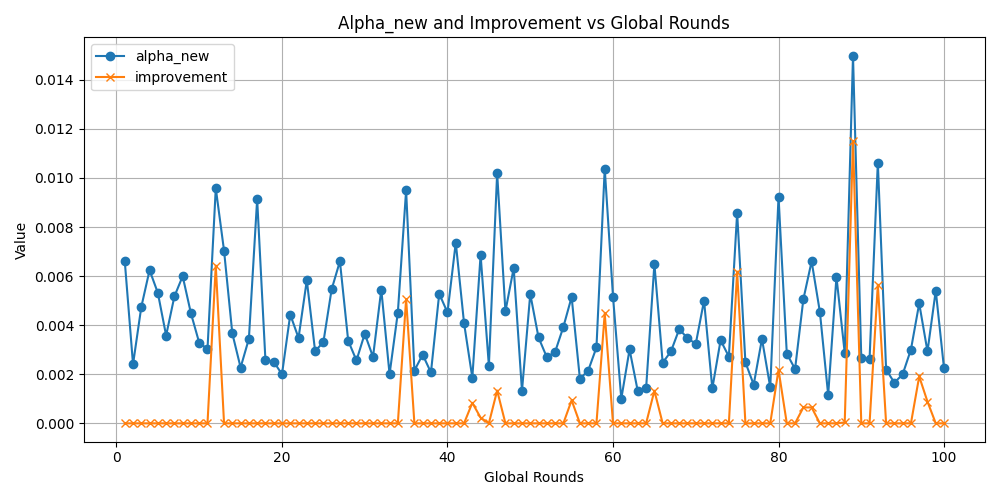 Alpha_new and Improvement vs Global Rounds
alpha_new
improvement
Value
0.014
0.012
0.010
0.008
0.006
0.004
0.002
0.000
0 20 40 60 80 100
Global Rounds